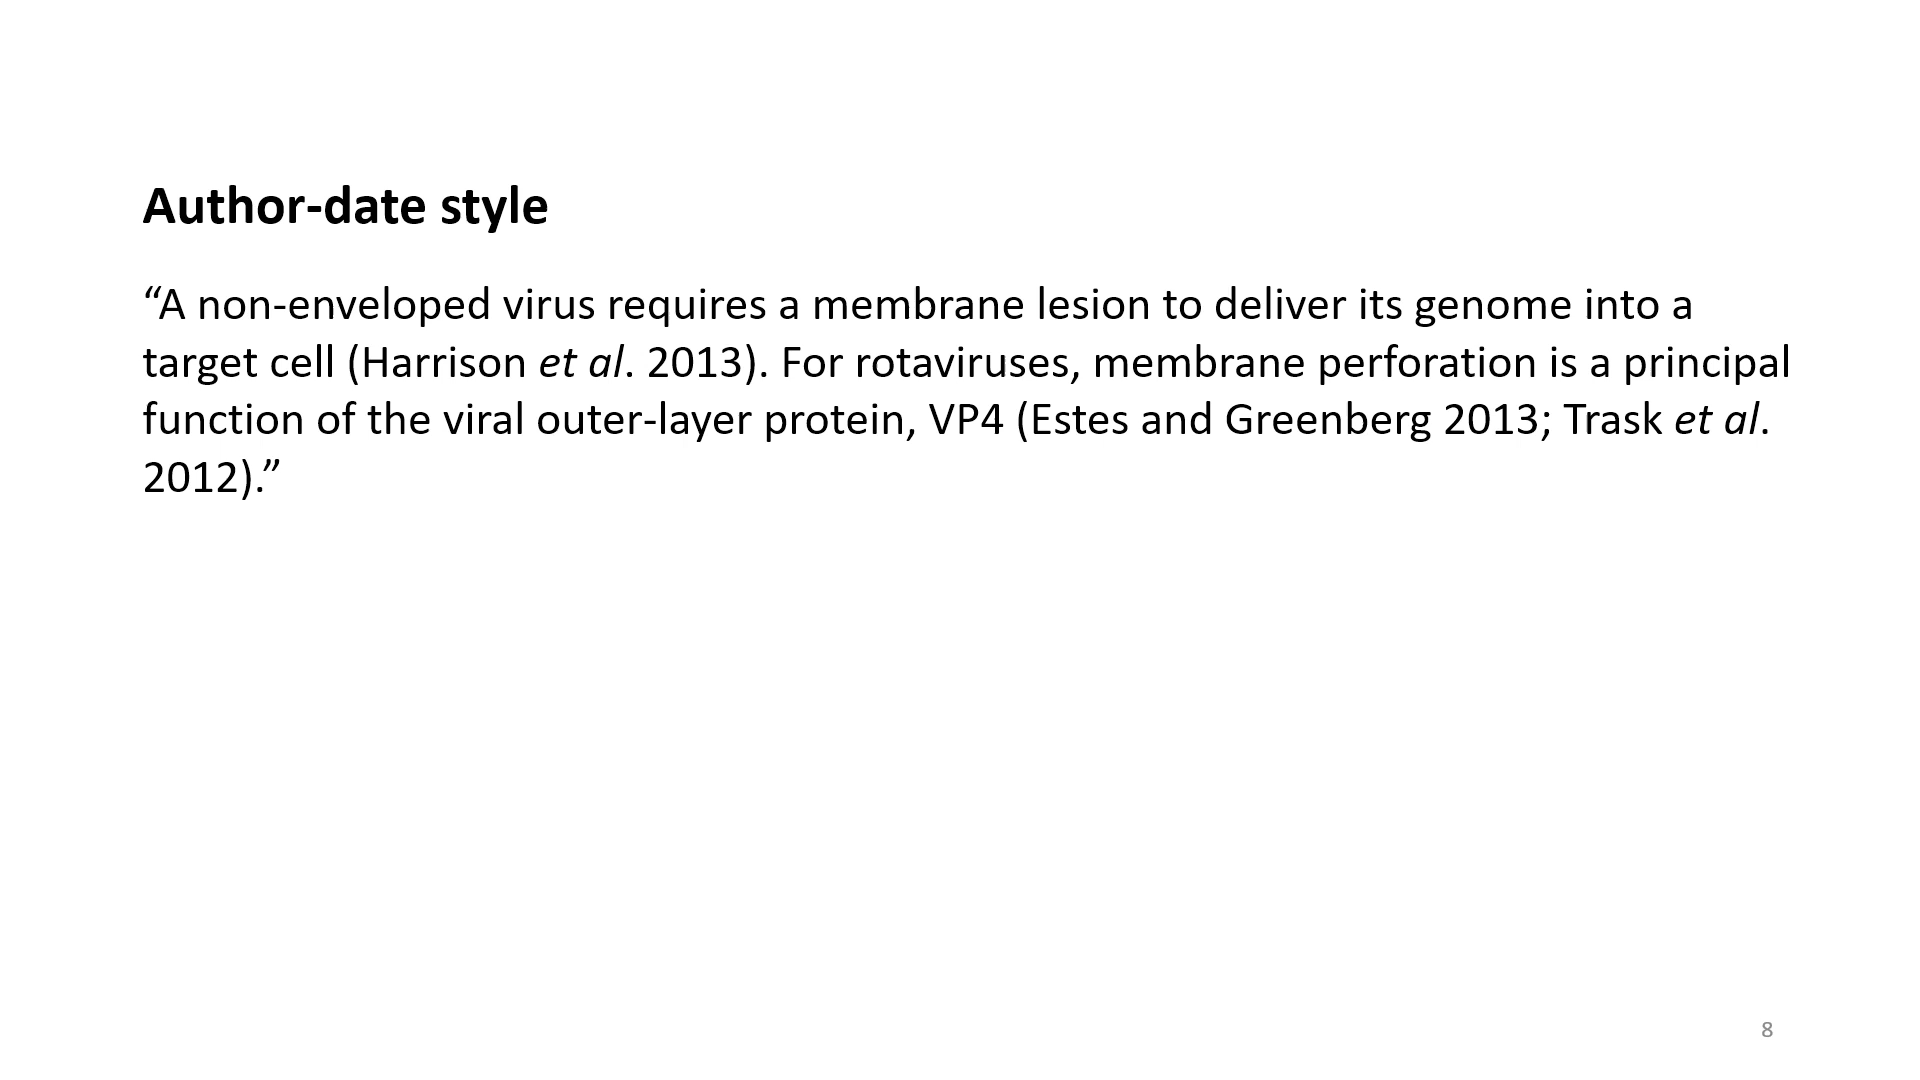 Author-date style
“A non-enveloped virus requires a membrane lesion to deliver its genome into a
target cell (Harrison et al. 2013). For rotaviruses, membrane perforation is a principal
function of the viral outer-layer protein, VP4 (Estes and Greenberg 2013; Trask et al.
2012).”
8